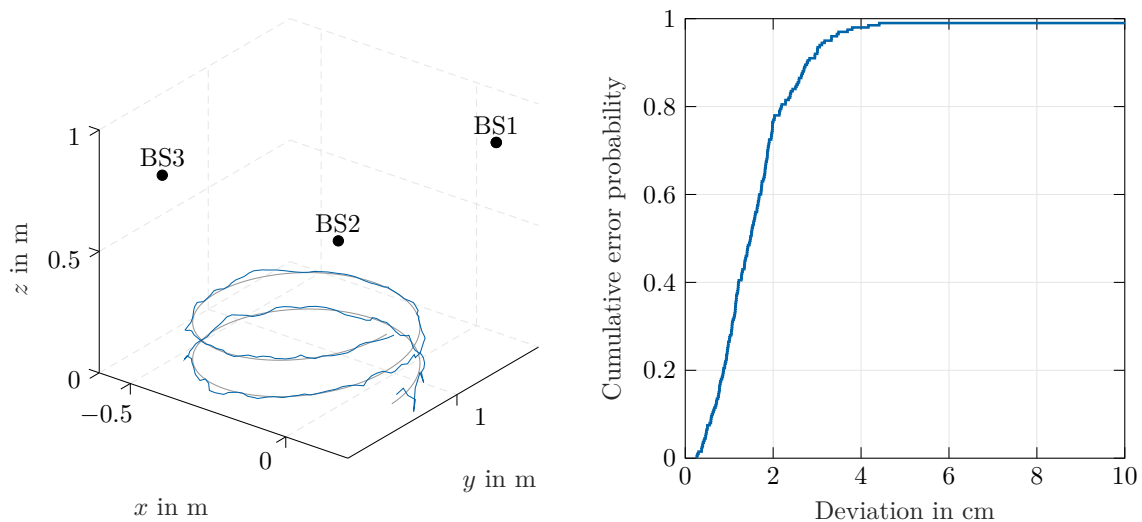 BS1
BS2
BS3
0
0.5
1
z in m
−0.5
0
x in m
1
y in m
0
0.2
0.4
0.6
0.8
1
Cumulative error probability
0
2
4
6
8
10
Deviation in cm